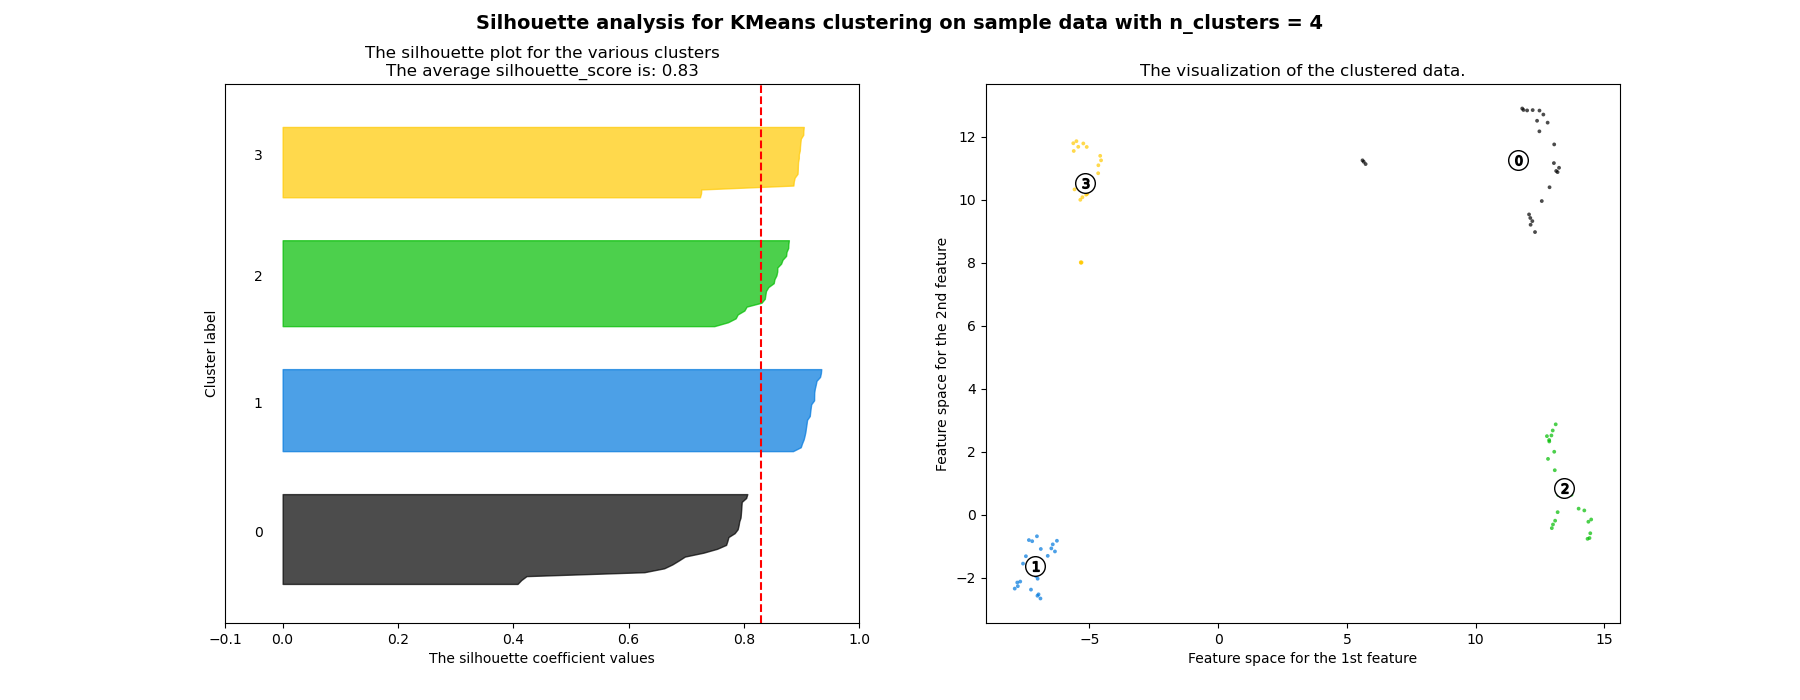 Silhouette analysis for KMeans clustering on sample data with n_clusters = 4
The silhouette plot for the various clusters
The average silhouette_score is: 0.83
3
2
1
0
Cluster label
−0.1 0.0 0.2 0.4 0.6 0.8 1.0
The silhouette coefficient values
The visualization of the clustered data.
12
10
8
6
4
2
0
−2
Feature space for the 2nd feature
0
3
2
1
−5 0 5 10 15
Feature space for the 1st feature